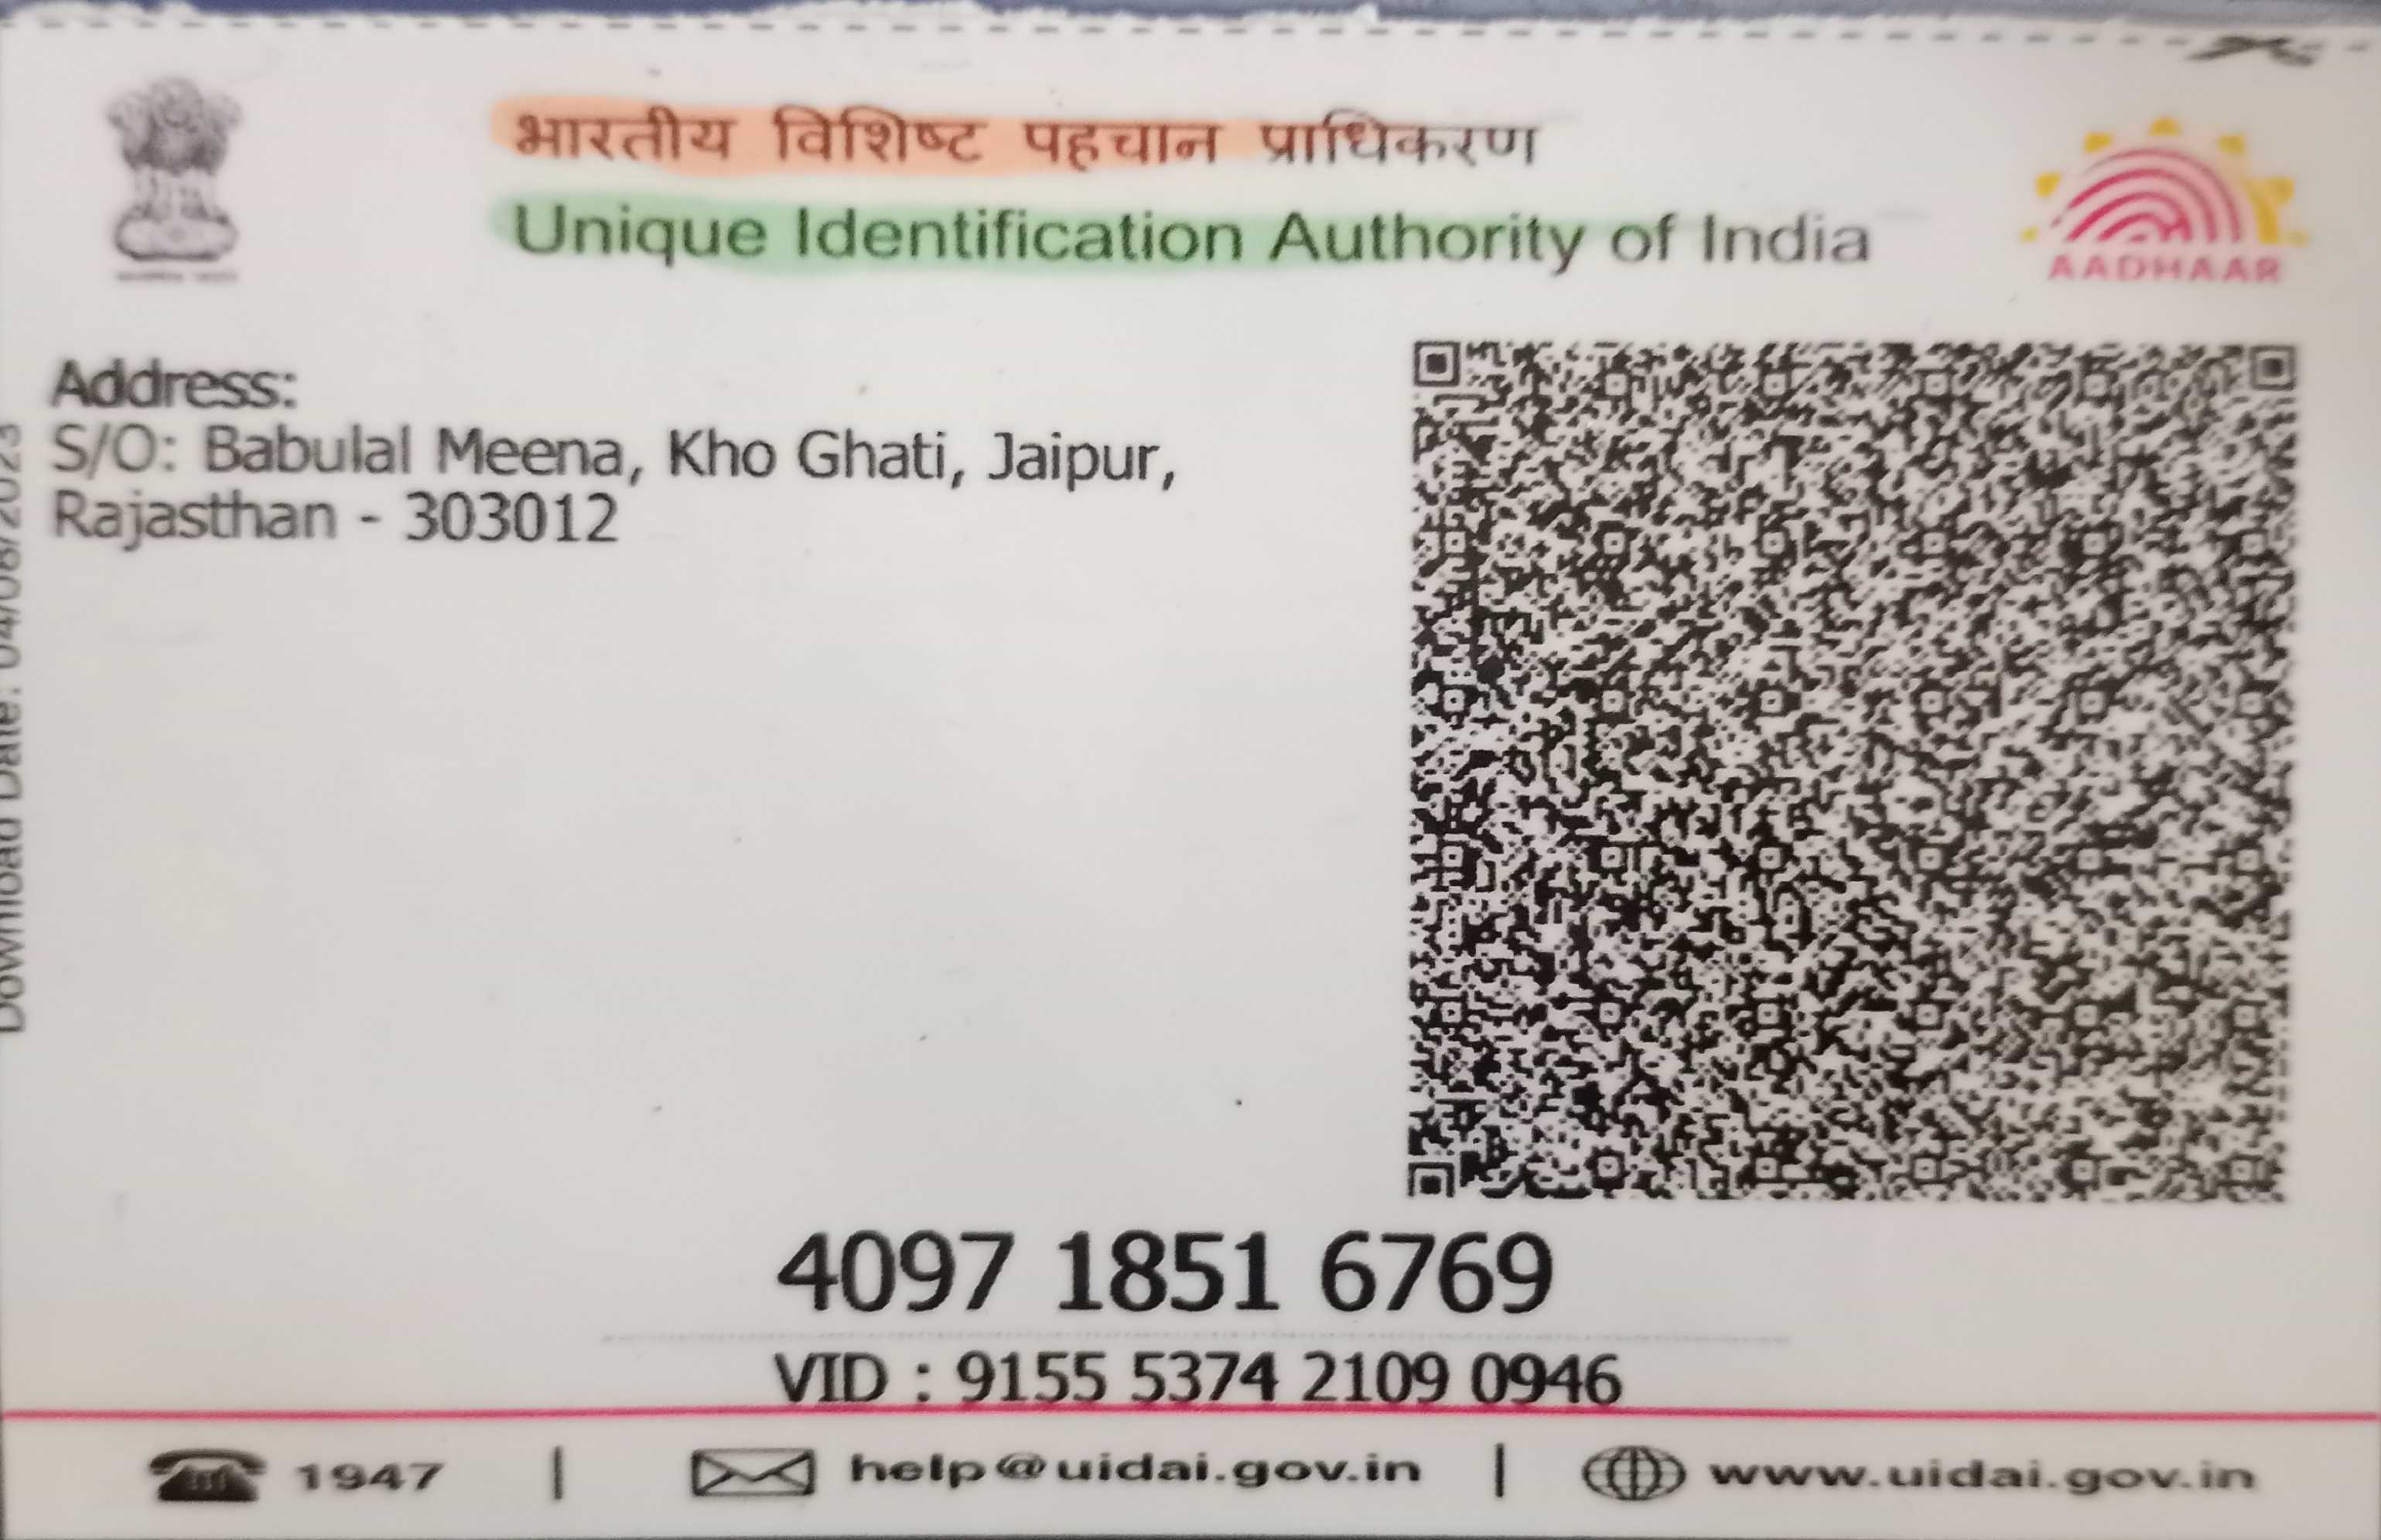 भारतीय विशिष्ट पहचान प्राधिकरण
Unique Identification Authority of India
AADHAAR
Address:
S/O: Babulal Meena, Kho Ghati, Jaipur,
Rajasthan - 303012
Download Date: 04/08/2023
4097 1851 6769
VID : 9155 5374 2109 0946
1947 | help@uidai.gov.in | www.uidai.gov.in